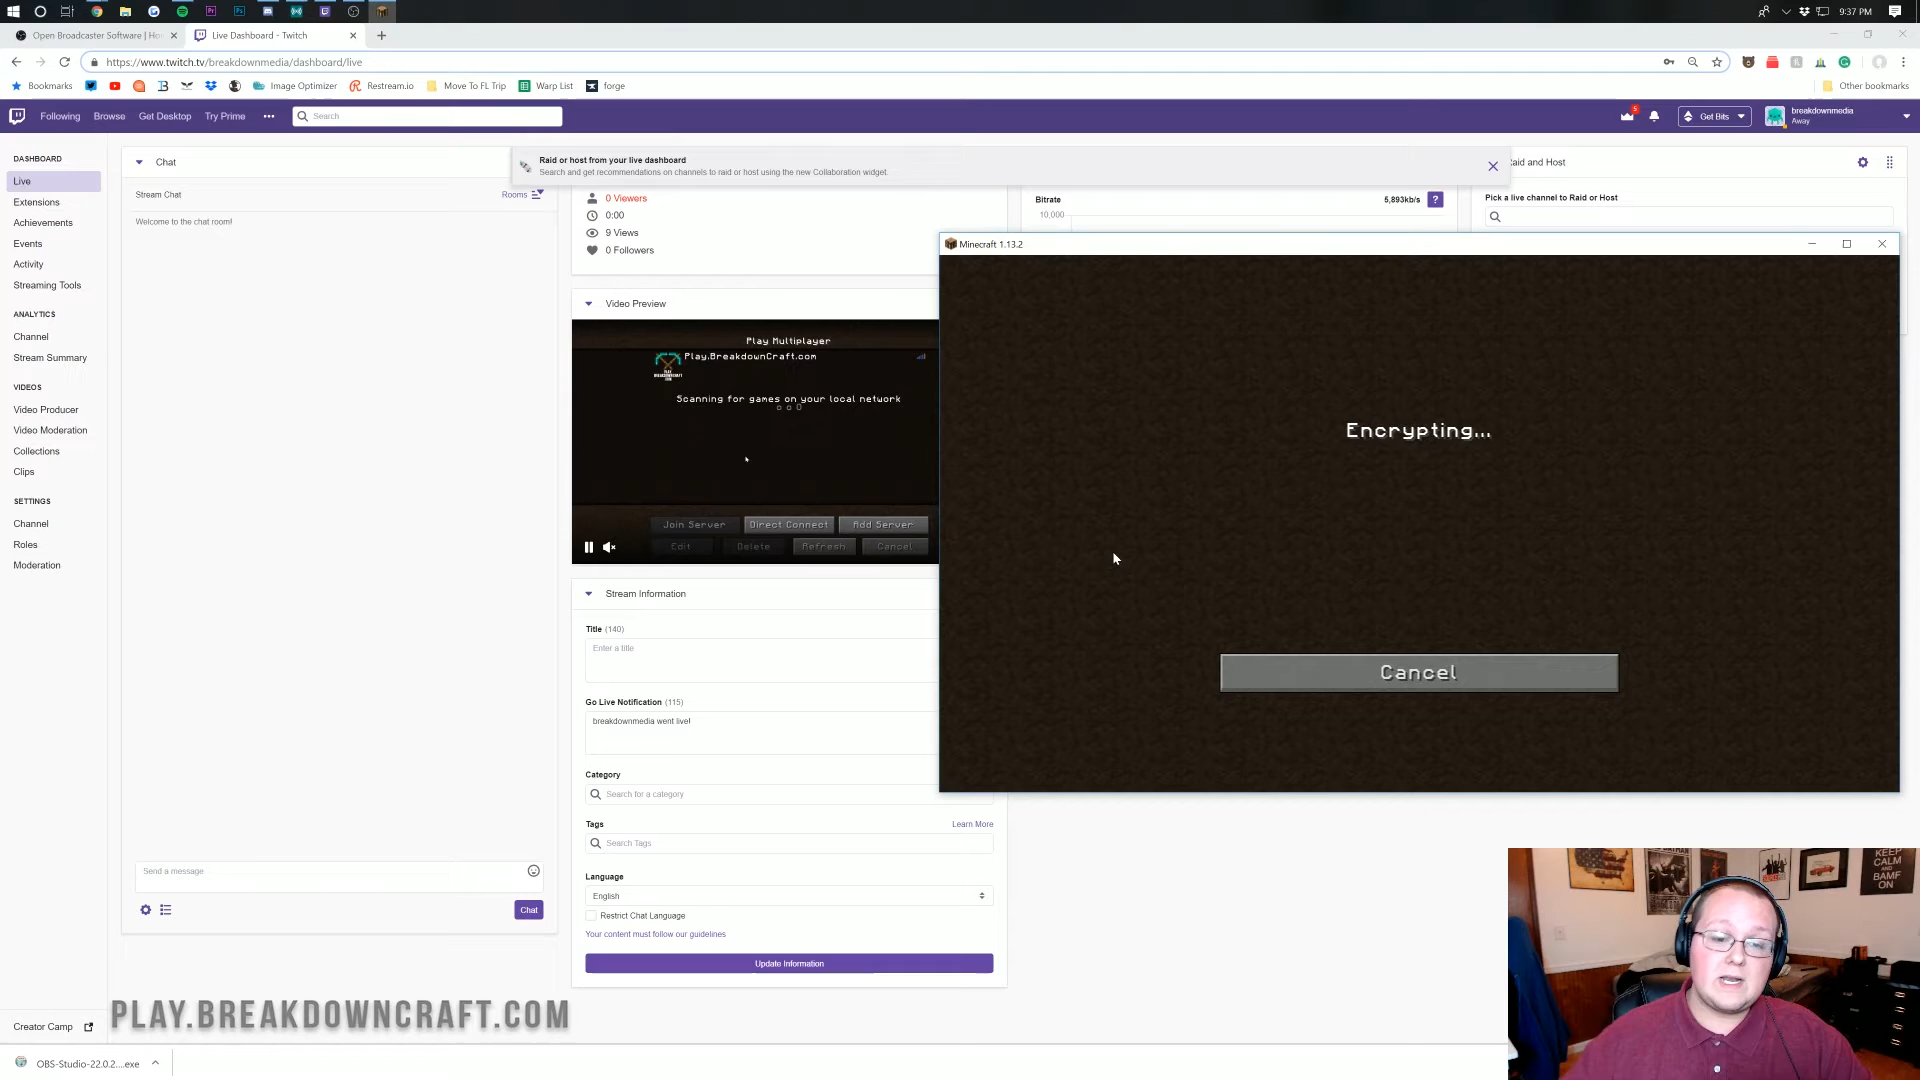 9:37 PM
Open Broadcaster Software | Ho
Live Dashboard - Twitch
https://www.twitch.tv/breakdownmedia/dashboard/live
Bookmarks
Image Optimizer
Restream.io
Move To FL Trip
Warp List
forge
Other bookmarks
Following
Browse
Get Desktop
Try Prime
Search
5
Get Bits
breakdownmedia
Away
DASHBOARD
Live
Extensions
Achievements
Events
Activity
Streaming Tools
ANALYTICS
Channel
Stream Summary
VIDEOS
Video Producer
Video Moderation
Collections
Clips
SETTINGS
Channel
Roles
Moderation
Creator Camp
Chat
Stream Chat
Rooms
Welcome to the chat room!
Send a message
Chat
Raid or host from your live dashboard
Search and get recommendations on channels to raid or host using the new Collaboration widget.
0 Viewers
0:00
9 Views
0 Followers
Video Preview
Play Multiplayer
Play.BreakdownCraft.com
Scanning for games on your local network
Join Server
Direct Connect
Add Server
Edit
Delete
Refresh
Cancel
Stream Information
Title (140)
Enter a title
Go Live Notification (115)
breakdownmedia went live!
Category
Search for a category
Tags
Learn More
Search Tags
Language
English
Restrict Chat Language
Your content must follow our guidelines
Update Information
Bitrate
5,893kb/s
?
10,000
aid and Host
Pick a live channel to Raid or Host
Minecraft 1.13.2
Encrypting...
Cancel
KEEP
CALM
AND
BAMF
ON
PLAY.BREAKDOWNCRAFT.COM
OBS-Studio-22.0.2....exe